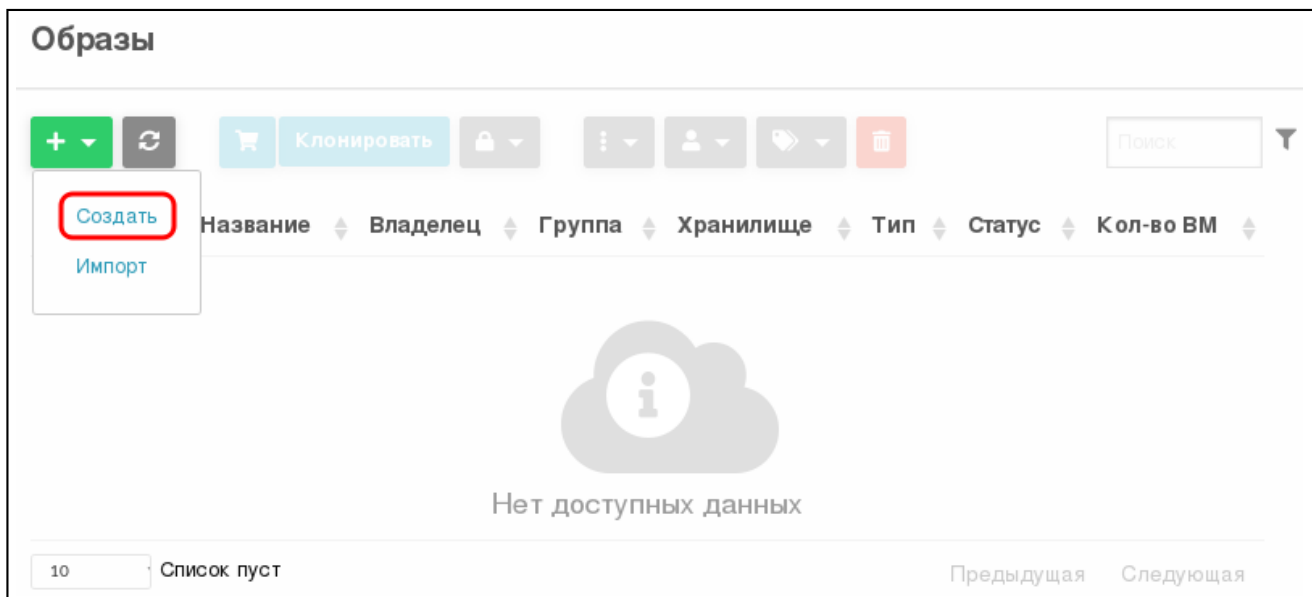 Образы
Клонировать Поиск
Создать
Название Владелец Группа Хранилище Тип Статус Кол-во ВМ
Импорт
Нет доступных данных
10 Список пуст Предыдущая Следующая